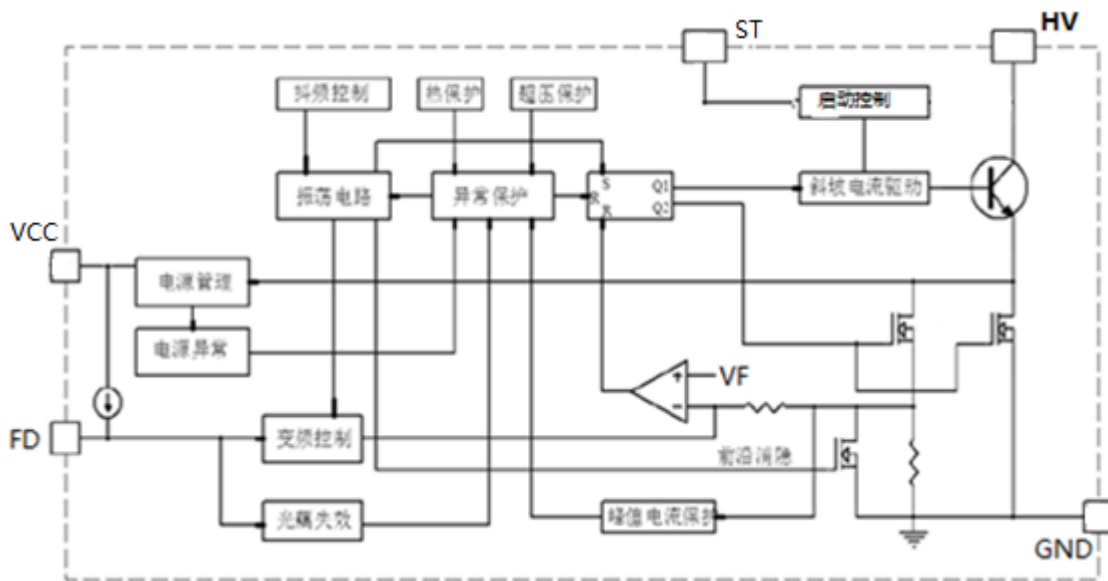 ST
HV
抖频控制
热保护
超压保护
启动控制
振荡电路
异常保护
S
R
R
Q1
Q2
斜坡电流驱动
VCC
电源管理
电源异常
VF
+
-
FD
变频控制
前沿消隐
光耦失效
峰值电流保护
GND